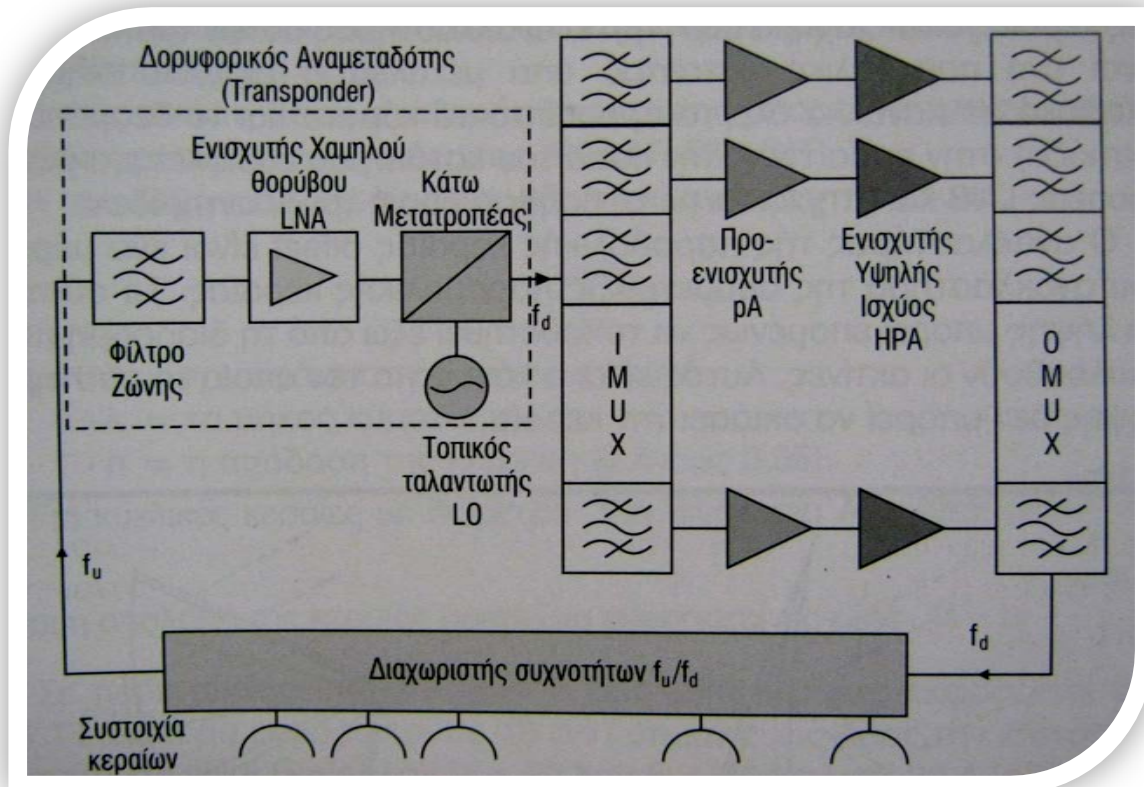 Δορυφορικός Αναμεταδότης
(Transponder)
Ενισχυτής Χαμηλού
θορύβου
LNA
Κάτω
Μετατροπέας
Φίλτρο
Ζώνης
Τοπικός
ταλαντωτής
LO
f_d
I
M
U
X
Προ-
ενισχυτής
pA
Ενισχυτής
Υψηλής
Ισχύος
HPA
O
M
U
X
f_u
f_d
Διαχωριστής συχνοτήτων f_u/f_d
Συστοιχία
κεραίων